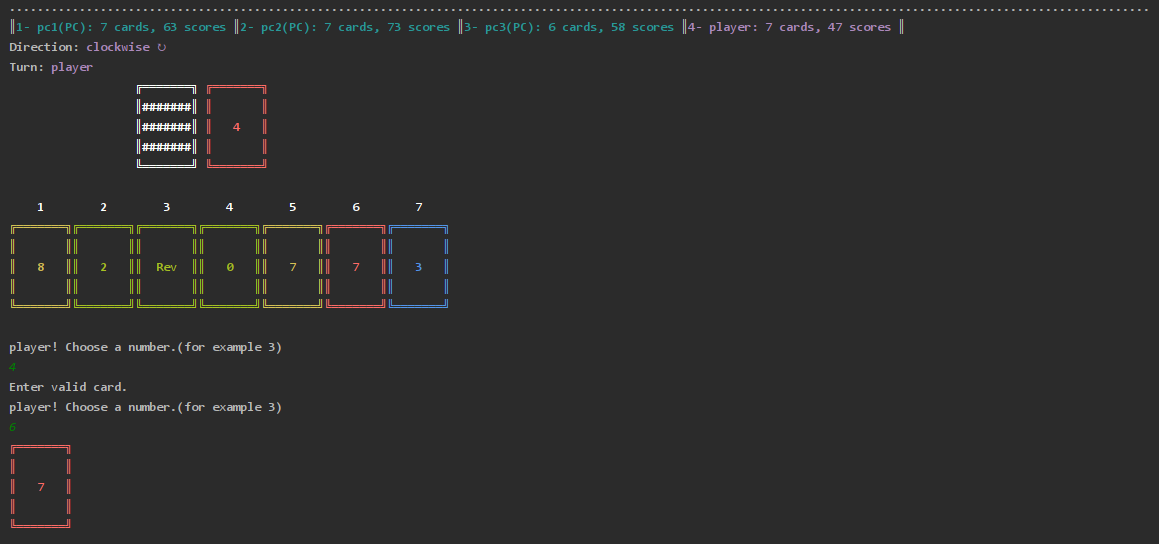 ║1- pc1(PC): 7 cards, 63 scores ║2- pc2(PC): 7 cards, 73 scores ║3- pc3(PC): 6 cards, 58 scores ║4- player: 7 cards, 47 scores ║
Direction: clockwise ↻
Turn: player
#######
####### 4
#######
1 2 3 4 5 6 7
8 2 Rev 0 7 7 3
player! Choose a number.(for example 3)
4
Enter valid card.
player! Choose a number.(for example 3)
6
7